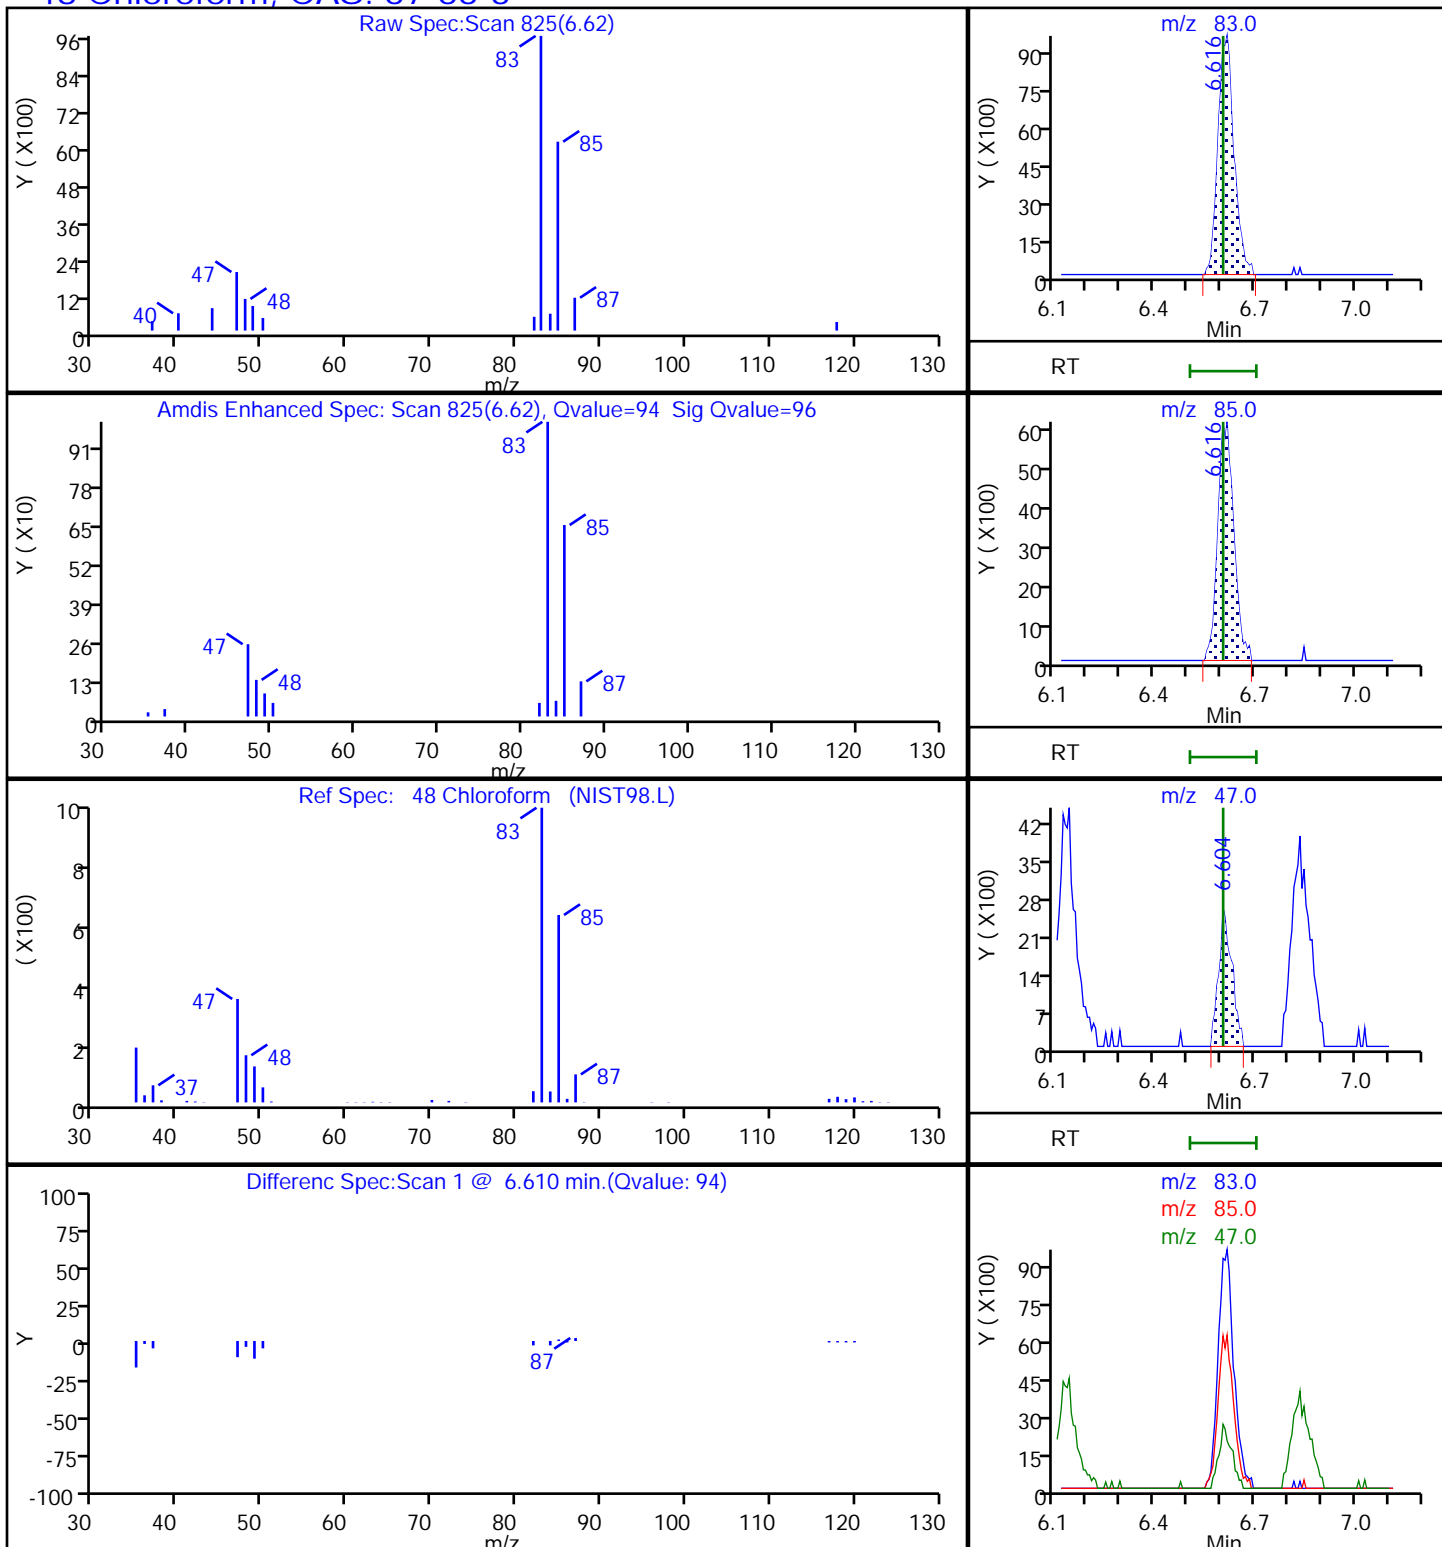 48 Chloroform, CAS: 67-66-3
Raw Spec:Scan 825(6.62)
Y ( X100)
96
84
72
60
48
36
24
12
0
83
85
47
48
40
87
30 40 50 60 70 80 90 100 110 120 130
m/z
m/z 83.0
Y ( X100)
90
75
60
45
30
15
0
6.616
6.1 6.4 6.7 7.0
Min
RT
Amdis Enhanced Spec: Scan 825(6.62), Qvalue=94 Sig Qvalue=96
Y ( X10)
91
78
65
52
39
26
13
0
83
85
47
48
87
30 40 50 60 70 80 90 100 110 120 130
m/z
m/z 85.0
Y ( X100)
60
50
40
30
20
10
0
6.616
6.1 6.4 6.7 7.0
Min
RT
Ref Spec: 48 Chloroform (NIST98.L)
( X100)
10
8
6
4
2
0
83
85
47
48
37
87
30 40 50 60 70 80 90 100 110 120 130
m/z 47.0
Y ( X100)
42
35
28
21
14
7
0
6.604
6.1 6.4 6.7 7.0
Min
RT
Differenc Spec:Scan 1 @ 6.610 min.(Qvalue: 94)
Y
100
75
50
25
0
-25
-50
-75
-100
87
30 40 50 60 70 80 90 100 110 120 130
m/z
m/z 83.0
m/z 85.0
m/z 47.0
Y ( X100)
90
75
60
45
30
15
0
6.1 6.4 6.7 7.0
Min